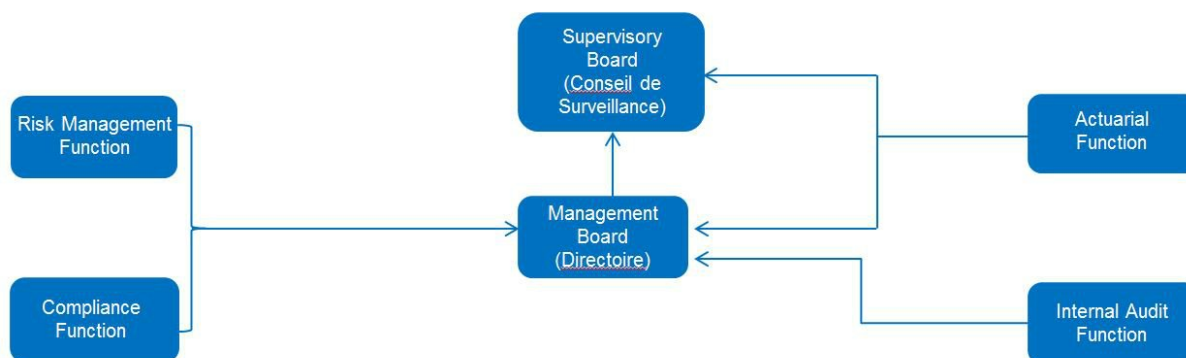 Supervisory
Board
(Conseil de
Surveillance)
Risk Management
Function
Actuarial
Function
Management
Board
(Directoire)
Compliance
Function
Internal Audit
Function